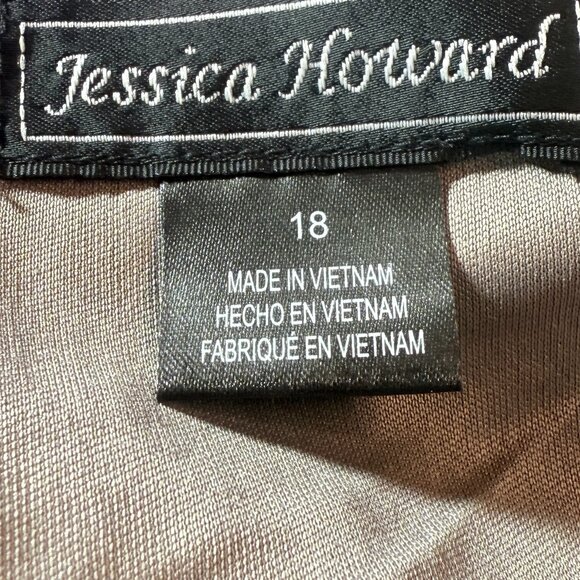 Jessica Howard
18
MADE IN VIETNAM
HECHO EN VIETNAM
FABRIQUÉ EN VIETNAM